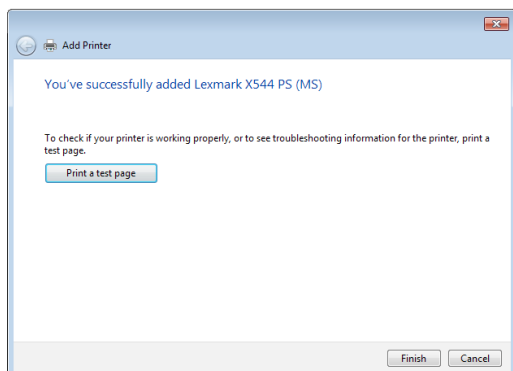 Add Printer
You've successfully added Lexmark X544 PS (MS)
To check if your printer is working properly, or to see troubleshooting information for the printer, print a
test page.
Print a test page
Finish
Cancel